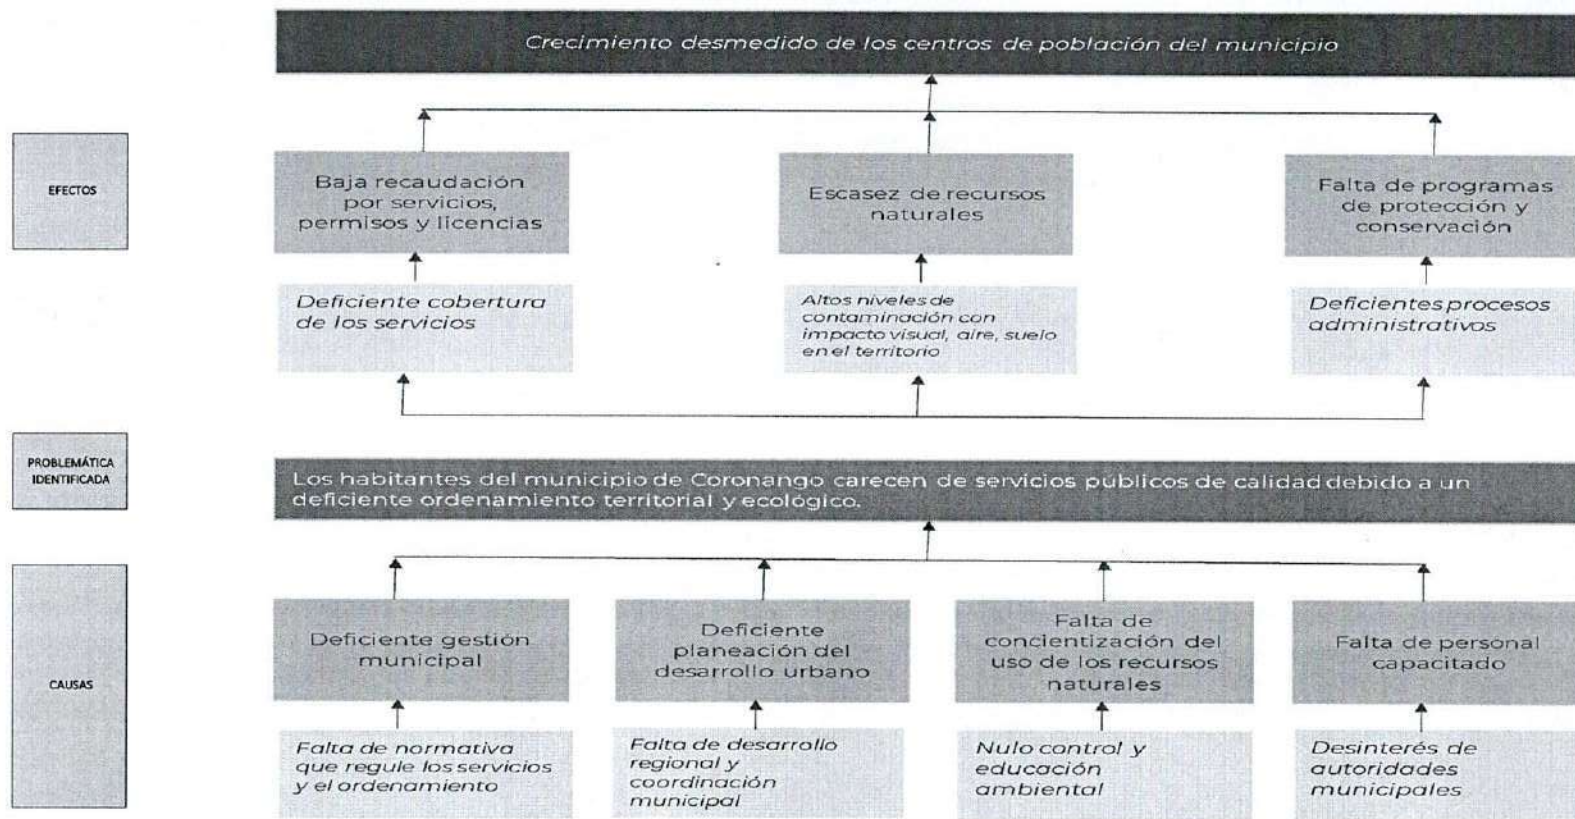 Crecimiento desmedido de los centros de población del municipio
EFECTOS
Baja recaudación
por servicios,
permisos y licencias
Escasez de recursos
naturales
Falta de programas
de protección y
conservación
Deficiente cobertura
de los servicios
Altos niveles de
contaminación con
impacto visual, aire, suelo
en el territorio
Deficientes procesos
administrativos
PROBLEMÁTICA
IDENTIFICADA
Los habitantes del municipio de Coronango carecen de servicios públicos de calidad debido a un
deficiente ordenamiento territorial y ecológico.
CAUSAS
Deficiente gestión
municipal
Deficiente
planeación del
desarrollo urbano
Falta de
concientización del
uso de los recursos
naturales
Falta de personal
capacitado
Falta de normativa
que regule los servicios
y el ordenamiento
Falta de desarrollo
regional y
coordinación
municipal
Nulo control y
educación
ambiental
Desinterés de
autoridades
municipales